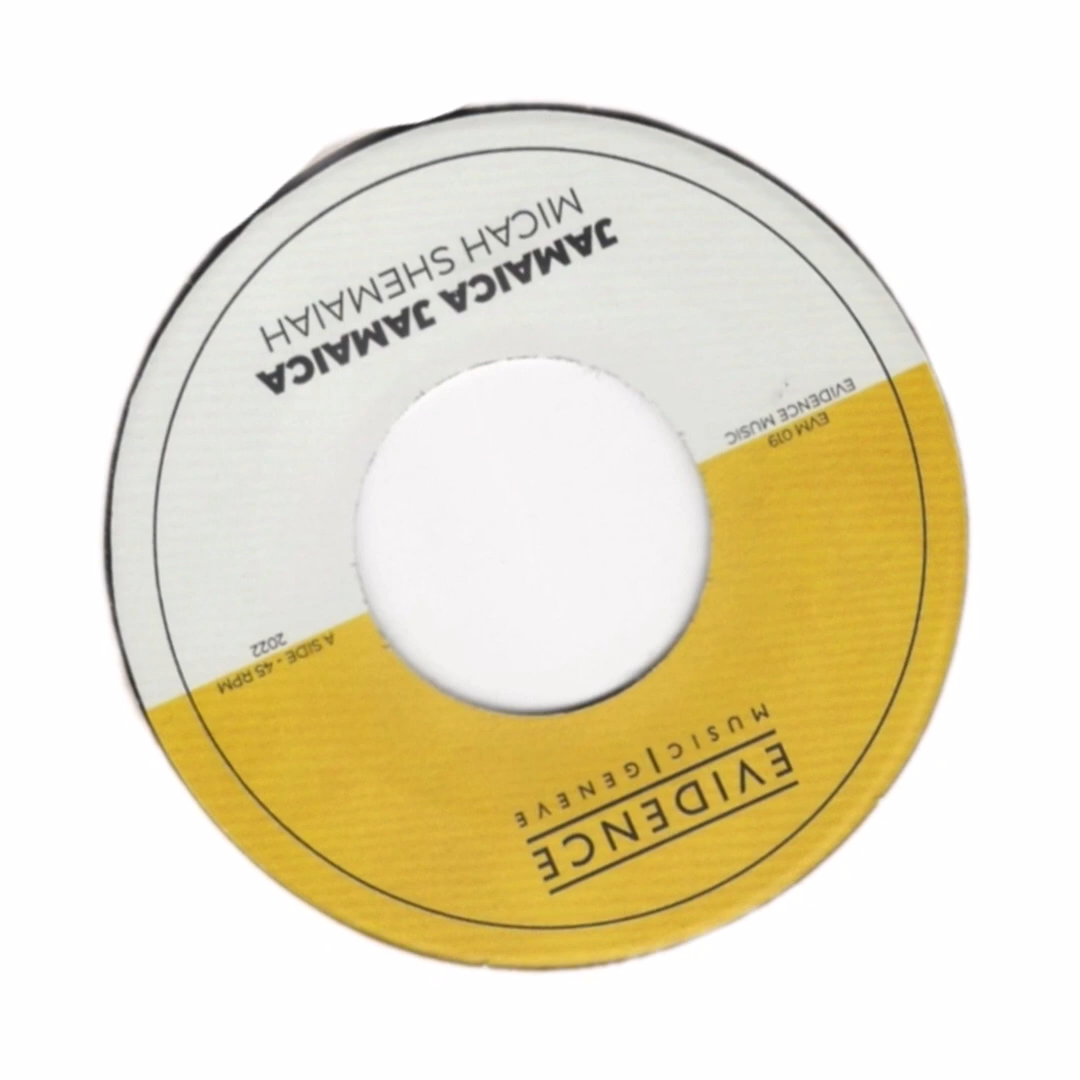 EVIDENCE
MUSIC|GENEVE
EVM 019
EVIDENCE MUSIC
A SIDE - 45 RPM
2022
JAMAICA JAMAICA
MICAH SHEMAIAH